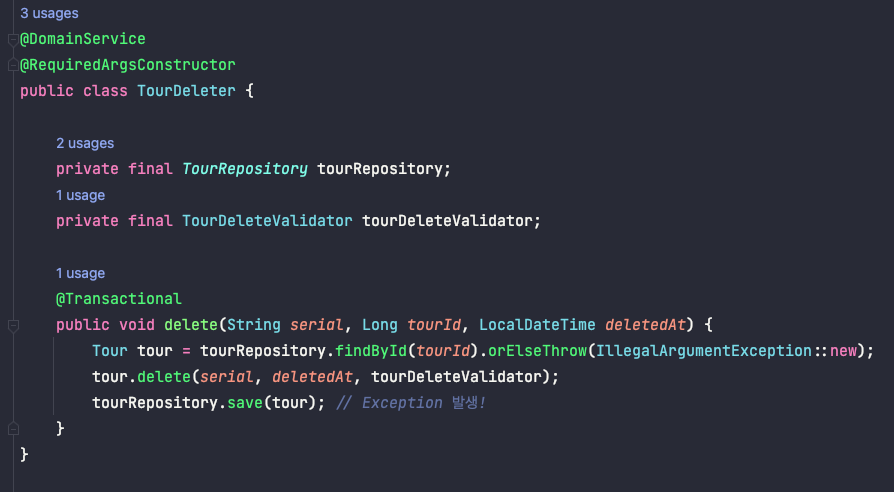 3 usages
@DomainService
@RequiredArgsConstructor
public class TourDeleter {
2 usages
private final TourRepository tourRepository;
1 usage
private final TourDeleteValidator tourDeleteValidator;
1 usage
@Transactional
public void delete(String serial, Long tourId, LocalDateTime deletedAt) {
Tour tour = tourRepository.findById(tourId).orElseThrow(IllegalArgumentException::new);
tour.delete(serial, deletedAt, tourDeleteValidator);
tourRepository.save(tour); // Exception 발생!
}
}